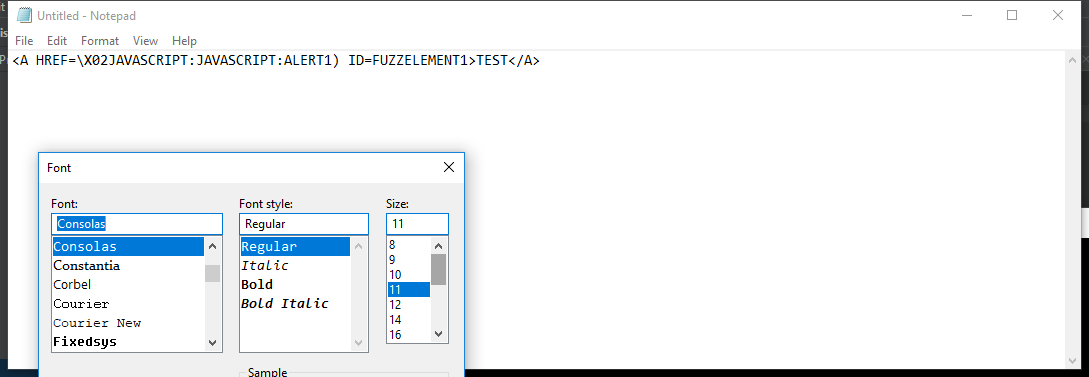 Untitled - Notepad
File Edit Format View Help
<A HREF=\X02JAVASCRIPT:JAVASCRIPT:ALERT1) ID=FUZZELEMENT1>TEST</A>
Font
Font: Font style: Size:
Consolas Regular 11
Consolas Regular 8
Constantia Italic 9
Corbel Bold 10
Courier Bold Italic 11
Courier New 12
Fixedsys 14
16
Sample